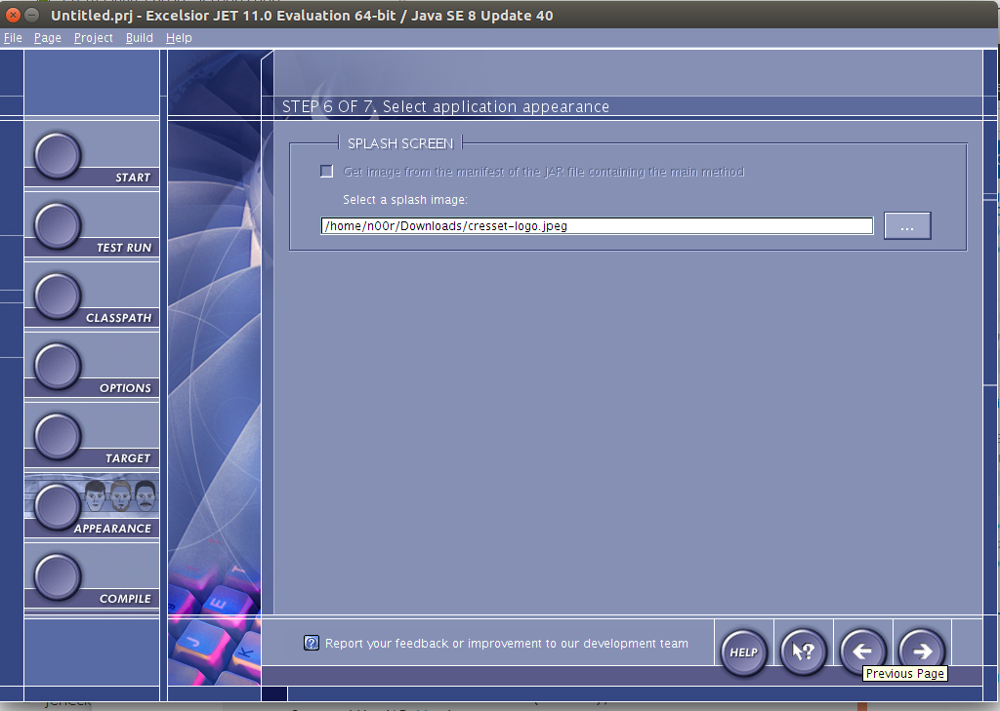 Untitled.prj - Excelsior JET 11.0 Evaluation 64-bit / Java SE 8 Update 40
File Page Project Build Help
STEP 6 OF 7. Select application appearance
SPLASH SCREEN
Get image from the manifest of the JAR file containing the main method
Select a splash image:
/home/n00r/Downloads/cresset-logo.jpeg
...
START
TEST RUN
CLASSPATH
OPTIONS
TARGET
APPEARANCE
COMPILE
Report your feedback or improvement to our development team
HELP
?
Previous Page